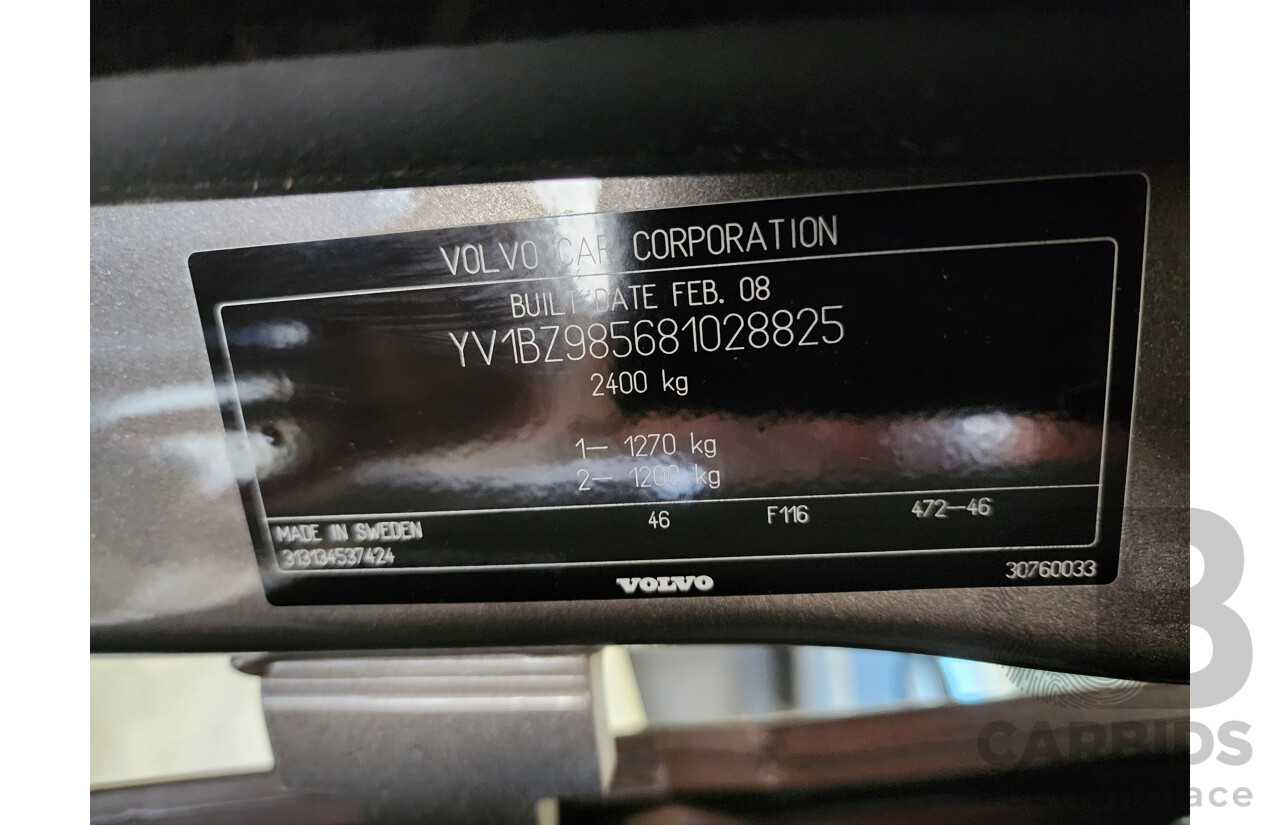 VOLVO CAR CORPORATION
BUILT DATE FEB. 08
YV1BZ985681028825
2400 kg
1– 1270 kg
2– 1200 kg
46 F116 472–46
MADE IN SWEDEN
313134537424
30760033
VOLVO
CARBIDS